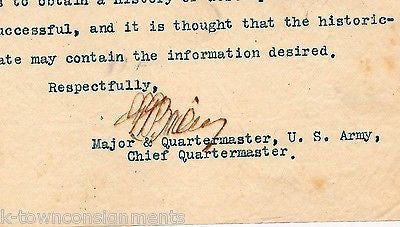 s to obtain a history of
uccessful, and it is thought that the historic-
ate may contain the information desired.
Respectfully,
Major & Quartermaster, U. S. Army,
Chief Quartermaster.
k-townconsignments